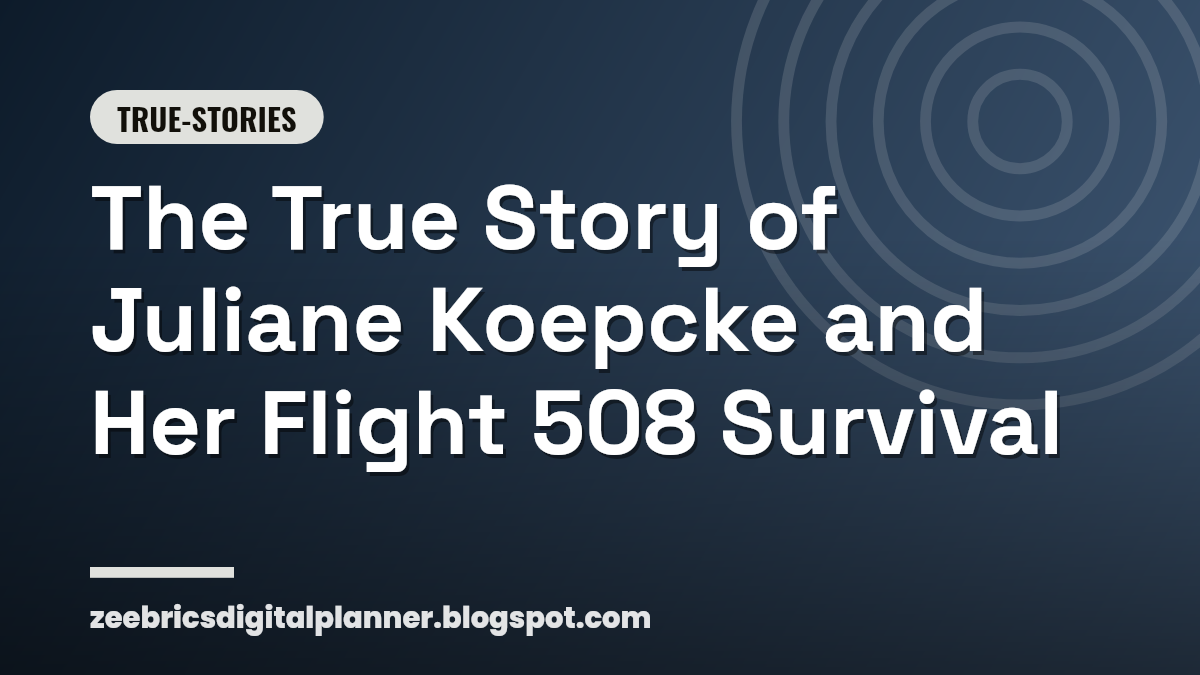 TRUE-STORIES
The True Story of
Juliane Koepcke and
Her Flight 508 Survival
zeebricsdigitalplanner.blogspot.com